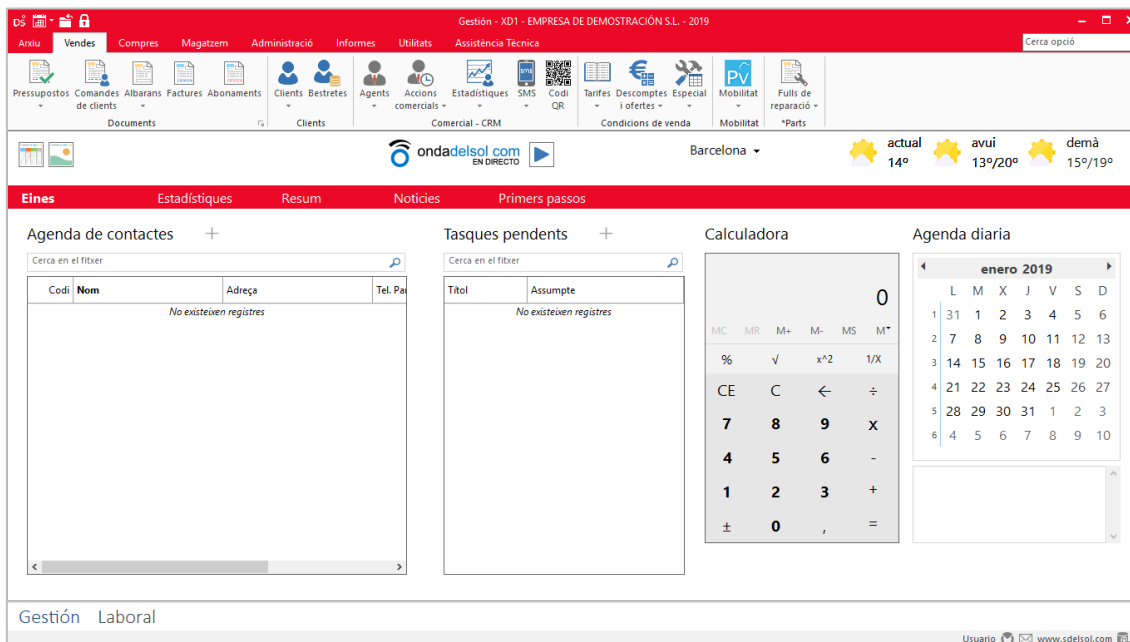 DS
Gestión - XD1 - EMPRESA DE DEMOSTRACIÓN S.L. - 2019
Arxiu Vendes Compres Magatzem Administració Informes Utilitats Assistència Tècnica Cerca opció
Pressupostos Comandes de clients Albarans Factures Abonaments Clients Bestretes Agents Accions comercials Estadístiques SMS Codi QR Tarifes Descomptes i ofertes Especial Mobilitat Fulls de reparació
sms
PV
Documents Clients Comercial - CRM Condicions de venda Mobilitat *Parts
ondadelsol com
EN DIRECTO
Barcelona
actual avui demà
14º 13º/20º 15º/19º
Eines Estadístiques Resum Noticies Primers passos
Agenda de contactes +
Cerca en el fitxer
Codi Nom Adreça Tel. Par
No existeixen registres
Tasques pendents +
Cerca en el fitxer
Títol Assumpte
No existeixen registres
Calculadora
0
MC MR M+ M- MS M
% √ x^2 1/X
CE C ← ÷
7 8 9 x
4 5 6 -
1 2 3 +
± 0 , =
Agenda diaria
enero 2019
L M X J V S D
1 31 1 2 3 4 5 6
2 7 8 9 10 11 12 13
3 14 15 16 17 18 19 20
4 21 22 23 24 25 26 27
5 28 29 30 31 1 2 3
6 4 5 6 7 8 9 10
Gestión Laboral
Usuario www.sdelsol.com